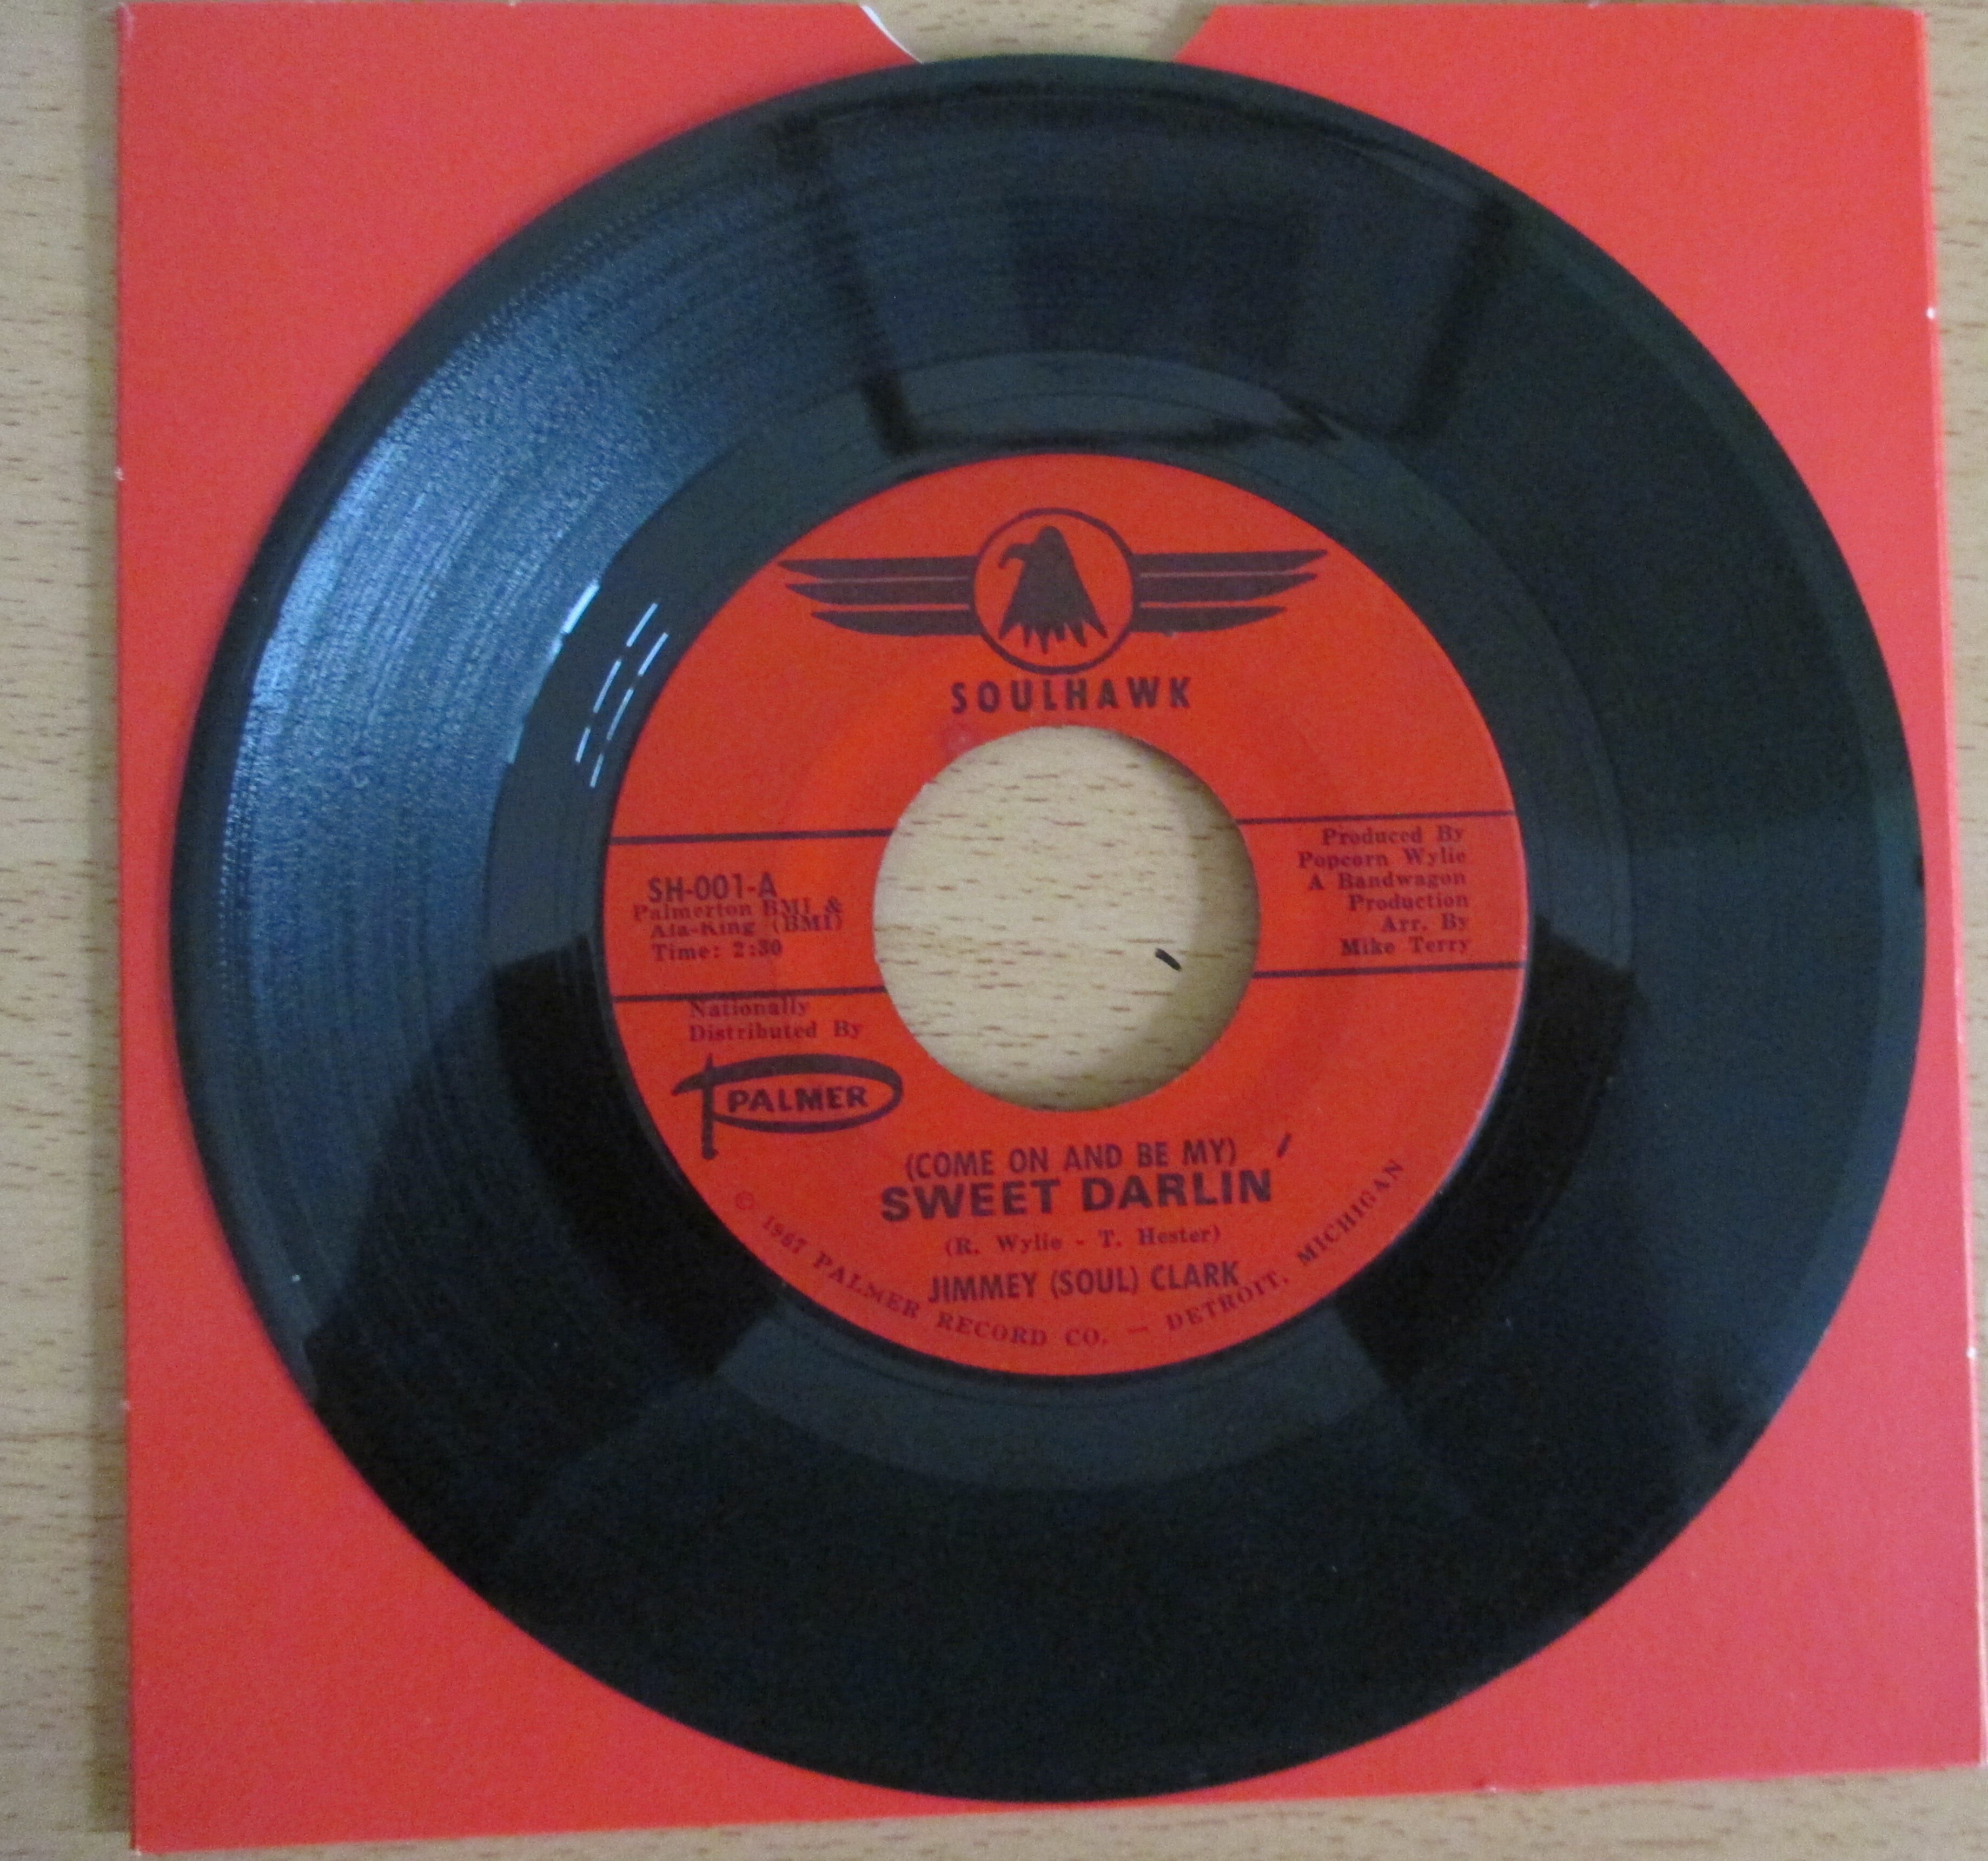 SOULHAWK
SH-001-A
Palmerton BMI &
Ala-King (BMI)
Time: 2:30
Produced By
Popcorn Wylie
A Bandwagon
Production
Arr. By
Mike Terry
Nationally
Distributed By
PALMER
(COME ON AND BE MY)
SWEET DARLIN'
(R. Wylie - T. Hester)
JIMMEY (SOUL) CLARK
© 1967 PALMER RECORD CO. — DETROIT, MICHIGAN